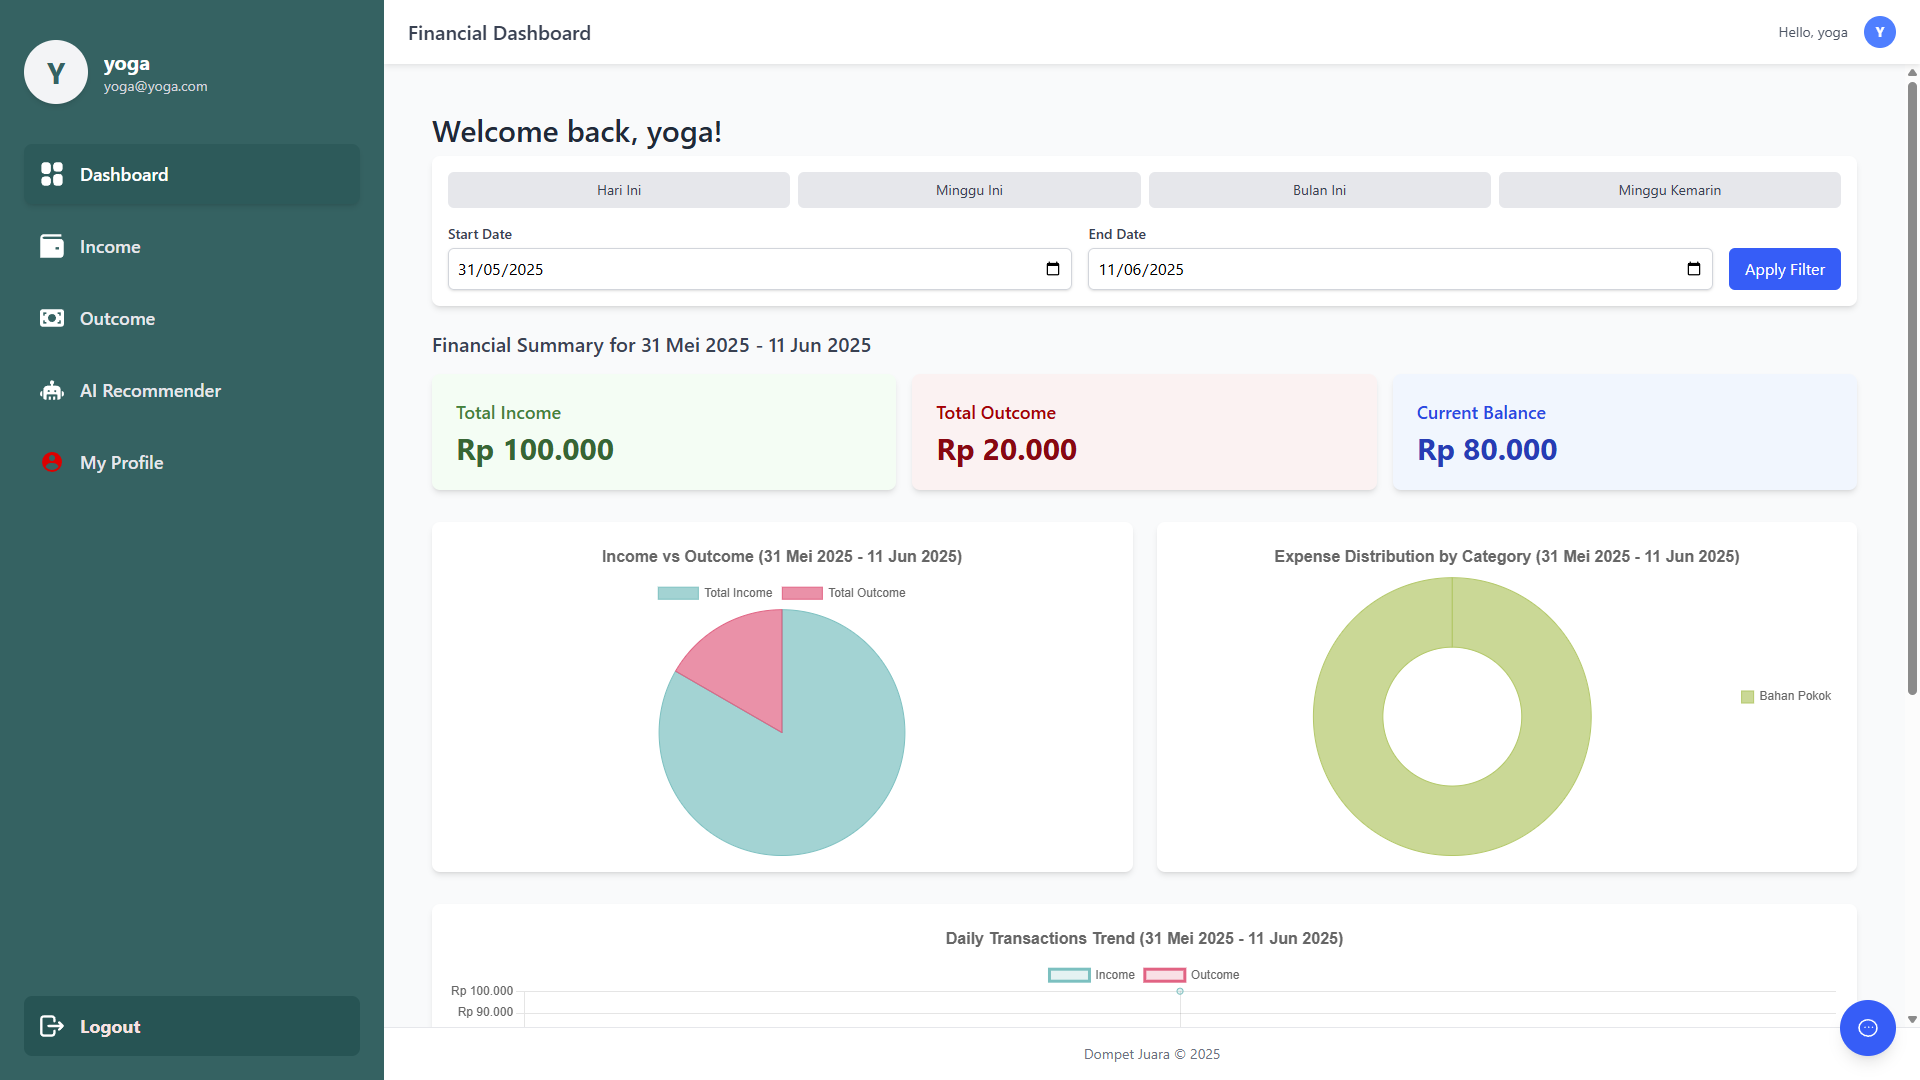 Y
yoga
yoga@yoga.com
Dashboard
Income
Outcome
AI Recommender
My Profile
Logout
Financial Dashboard
Hello, yoga
Y
Welcome back, yoga!
Hari Ini
Minggu Ini
Bulan Ini
Minggu Kemarin
Start Date
31/05/2025
End Date
11/06/2025
Apply Filter
Financial Summary for 31 Mei 2025 - 11 Jun 2025
Total Income
Rp 100.000
Total Outcome
Rp 20.000
Current Balance
Rp 80.000
Income vs Outcome (31 Mei 2025 - 11 Jun 2025)
Total Income
Total Outcome
Expense Distribution by Category (31 Mei 2025 - 11 Jun 2025)
Bahan Pokok
Daily Transactions Trend (31 Mei 2025 - 11 Jun 2025)
Income
Outcome
Rp 100.000
Rp 90.000
Dompet Juara © 2025